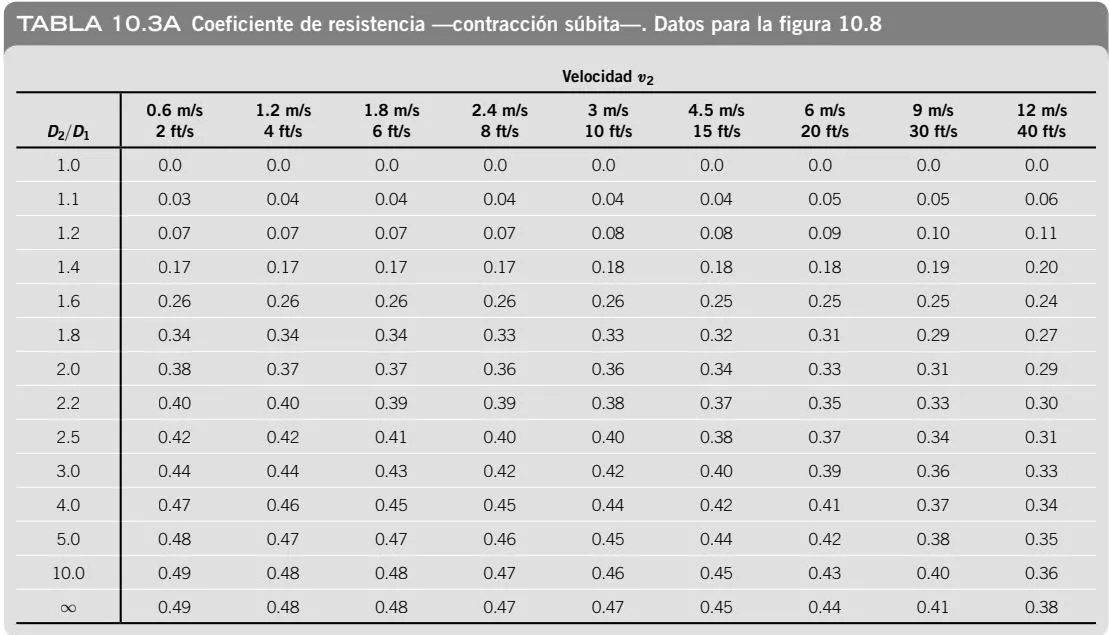 TABLA 10.3A Coeficiente de resistencia —contracción súbita—. Datos para la figura 10.8
Velocidad v₂
D₂/D₁ 0.6 m/s 2 ft/s 1.2 m/s 4 ft/s 1.8 m/s 6 ft/s 2.4 m/s 8 ft/s 3 m/s 10 ft/s 4.5 m/s 15 ft/s 6 m/s 20 ft/s 9 m/s 30 ft/s 12 m/s 40 ft/s
1.0 0.0 0.0 0.0 0.0 0.0 0.0 0.0 0.0 0.0
1.1 0.03 0.04 0.04 0.04 0.04 0.04 0.05 0.05 0.06
1.2 0.07 0.07 0.07 0.07 0.08 0.08 0.09 0.10 0.11
1.4 0.17 0.17 0.17 0.17 0.18 0.18 0.18 0.19 0.20
1.6 0.26 0.26 0.26 0.26 0.26 0.25 0.25 0.25 0.24
1.8 0.34 0.34 0.34 0.33 0.33 0.32 0.31 0.29 0.27
2.0 0.38 0.37 0.37 0.36 0.36 0.34 0.33 0.31 0.29
2.2 0.40 0.40 0.39 0.39 0.38 0.37 0.35 0.33 0.30
2.5 0.42 0.42 0.41 0.40 0.40 0.38 0.37 0.34 0.31
3.0 0.44 0.44 0.43 0.42 0.42 0.40 0.39 0.36 0.33
4.0 0.47 0.46 0.45 0.45 0.44 0.42 0.41 0.37 0.34
5.0 0.48 0.47 0.47 0.46 0.45 0.44 0.42 0.38 0.35
10.0 0.49 0.48 0.48 0.47 0.46 0.45 0.43 0.40 0.36
∞ 0.49 0.48 0.48 0.47 0.47 0.45 0.44 0.41 0.38